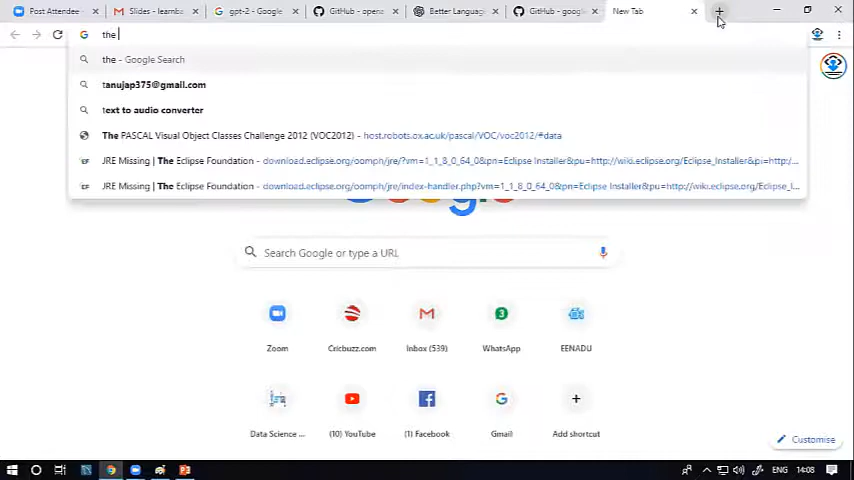 Post Attendee
Slides - learnba
gpt-2 - Google
GitHub - opena
Better Languag
GitHub - googl
New Tab
the
the - Google Search
tanujap375@gmail.com
text to audio converter
The PASCAL Visual Object Classes Challenge 2012 (VOC2012) - host.robots.ox.ac.uk/pascal/VOC/voc2012/#data
JRE Missing | The Eclipse Foundation - download.eclipse.org/oomph/jre/?vm=1_1_8_0_64_0&pn=Eclipse Installer&pu=http://wiki.eclipse.org/Eclipse_Installer&pi=http://...
JRE Missing | The Eclipse Foundation - download.eclipse.org/oomph/jre/index-handler.php?vm=1_1_8_0_64_0&pn=Eclipse Installer&pu=http://wiki.eclipse.org/Eclipse_I...
Search Google or type a URL
3
Zoom
Cricbuzz.com
Inbox (539)
WhatsApp
EENADU
Data Science ...
(10) YouTube
(1) Facebook
Gmail
Add shortcut
Customise
ENG
14:08